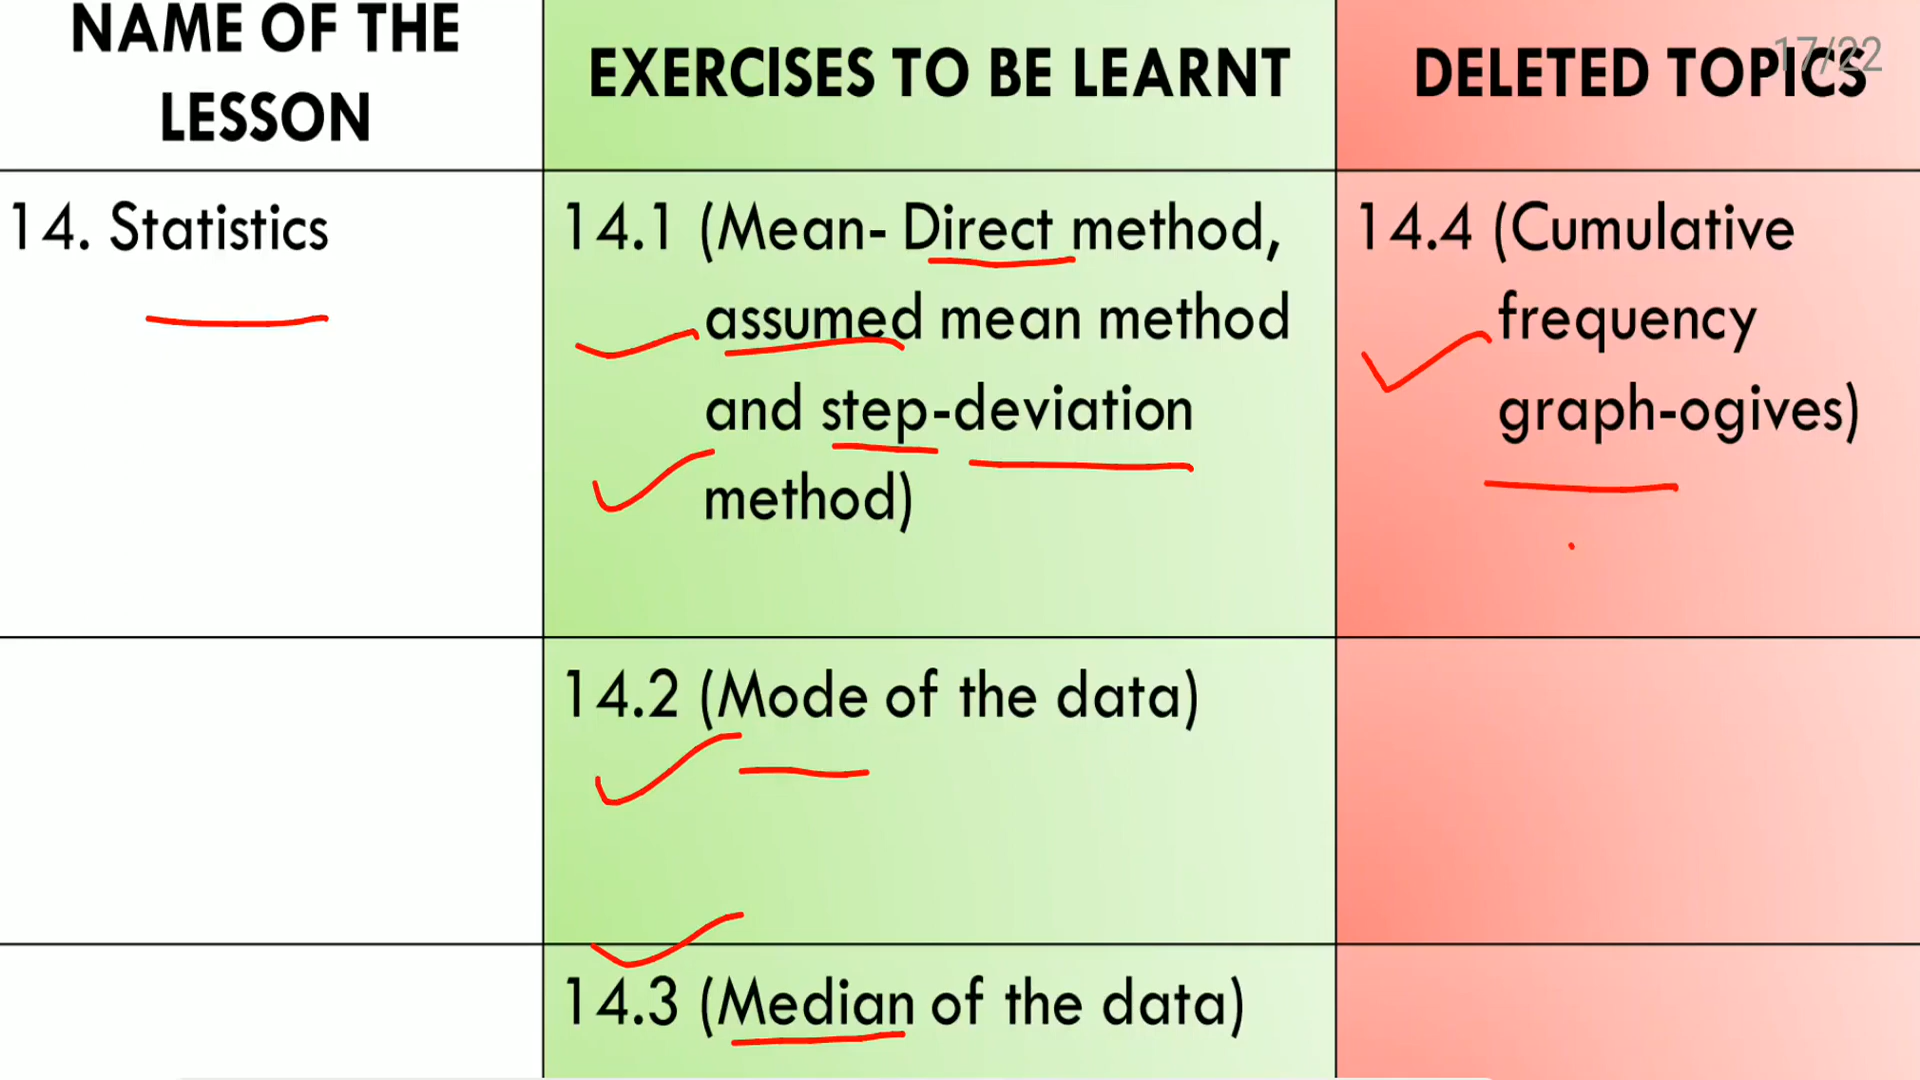 NAME OF THE
LESSON
EXERCISES TO BE LEARNT
DELETED TOPICS
17/22
14. Statistics
14.1 (Mean- Direct method,
assumed mean method
and step-deviation
method)
14.4 (Cumulative
frequency
graph-ogives)
14.2 (Mode of the data)
14.3 (Median of the data)